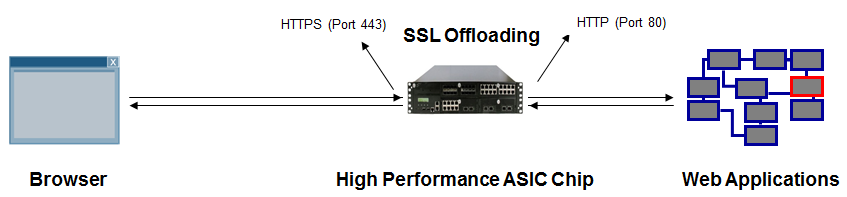 HTTPS (Port 443)
SSL Offloading
HTTP (Port 80)
X
Browser
High Performance ASIC Chip
Web Applications